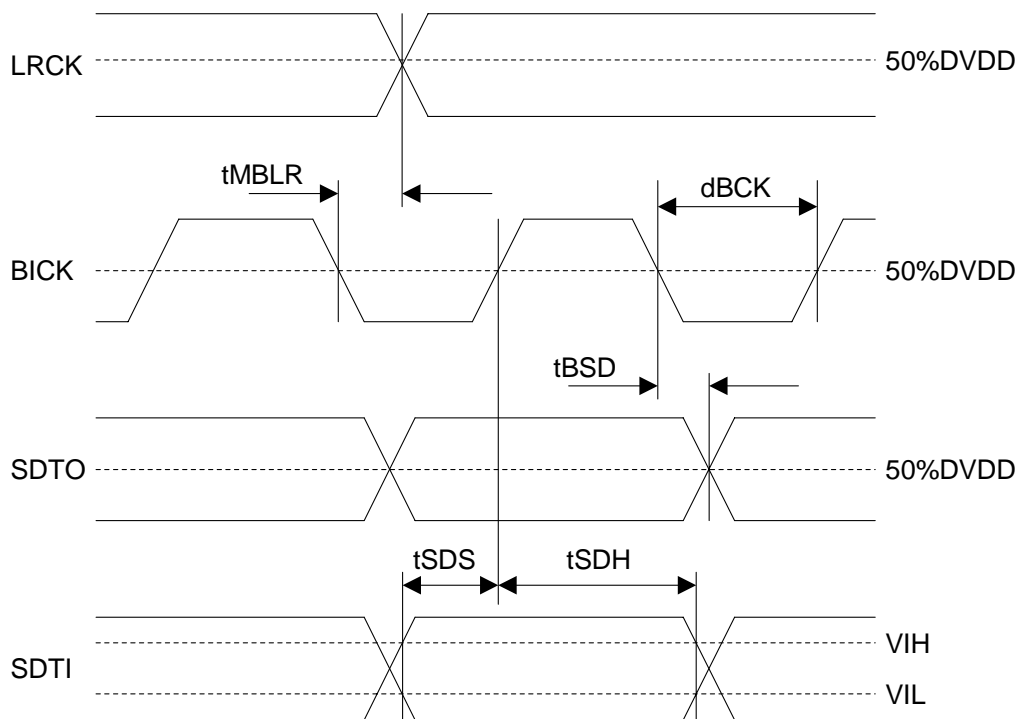 LRCK
50%DVDD
tMBLR
dBCK
BICK
50%DVDD
tBSD
SDTO
50%DVDD
tSDS
tSDH
VIH
SDTI
VIL